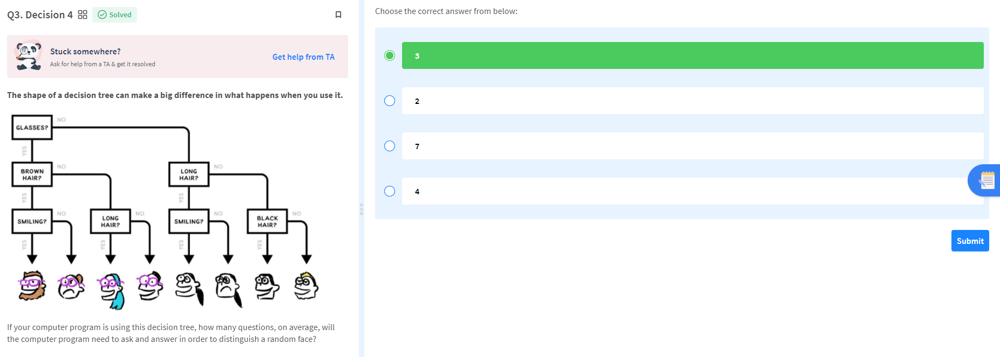 Q3. Decision 4
Solved
Stuck somewhere?
Ask for help from a TA & get it resolved
Get help from TA
The shape of a decision tree can make a big difference in what happens when you use it.
GLASSES?
NO
YES
BROWN
HAIR?
NO
YES
LONG
HAIR?
NO
YES
SMILING?
NO
YES
LONG
HAIR?
NO
YES
SMILING?
NO
YES
BLACK
HAIR?
NO
YES
If your computer program is using this decision tree, how many questions, on average, will
the computer program need to ask and answer in order to distinguish a random face?
Choose the correct answer from below:
3
2
7
4
Submit